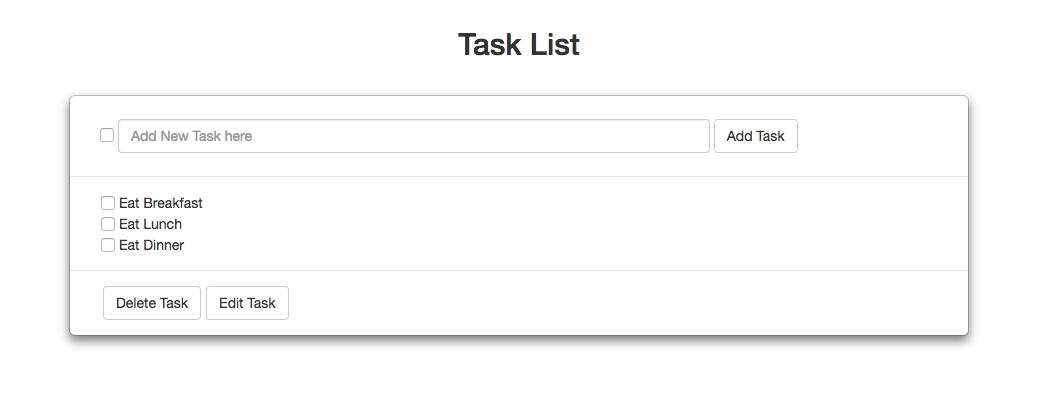 Task List
Add New Task here Add Task
Eat Breakfast
Eat Lunch
Eat Dinner
Delete Task Edit Task